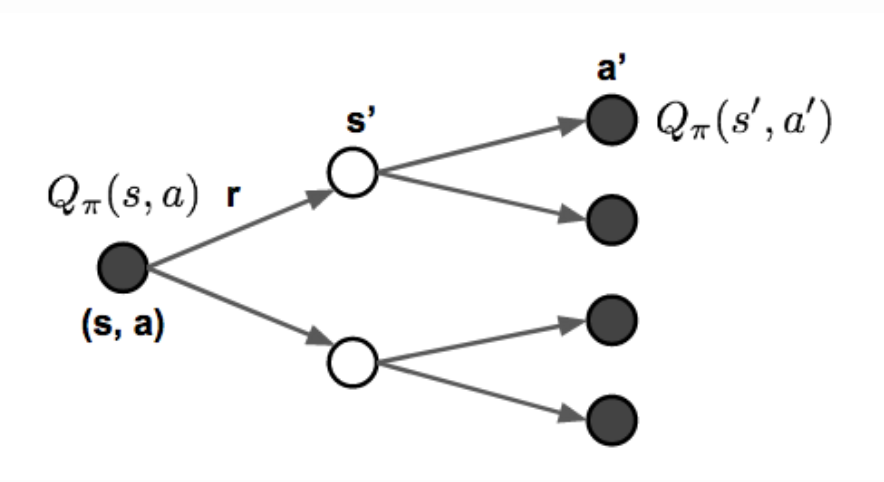 a’
Qπ(s′, a′)
s’
Qπ(s, a) r
(s, a)